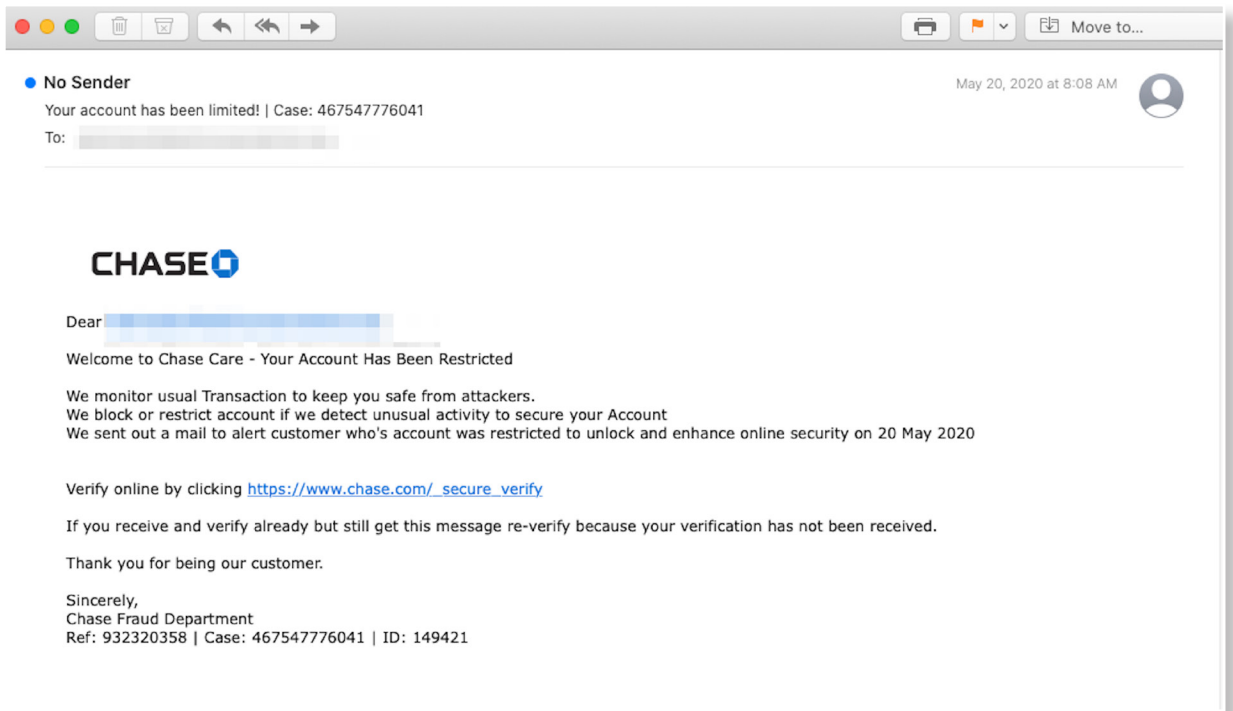 Move to...
No Sender
May 20, 2020 at 8:08 AM
Your account has been limited! | Case: 467547776041
To:
CHASE
Dear
Welcome to Chase Care - Your Account Has Been Restricted
We monitor usual Transaction to keep you safe from attackers.
We block or restrict account if we detect unusual activity to secure your Account
We sent out a mail to alert customer who's account was restricted to unlock and enhance online security on 20 May 2020
Verify online by clicking https://www.chase.com/_secure_verify
If you receive and verify already but still get this message re-verify because your verification has not been received.
Thank you for being our customer.
Sincerely,
Chase Fraud Department
Ref: 932320358 | Case: 467547776041 | ID: 149421